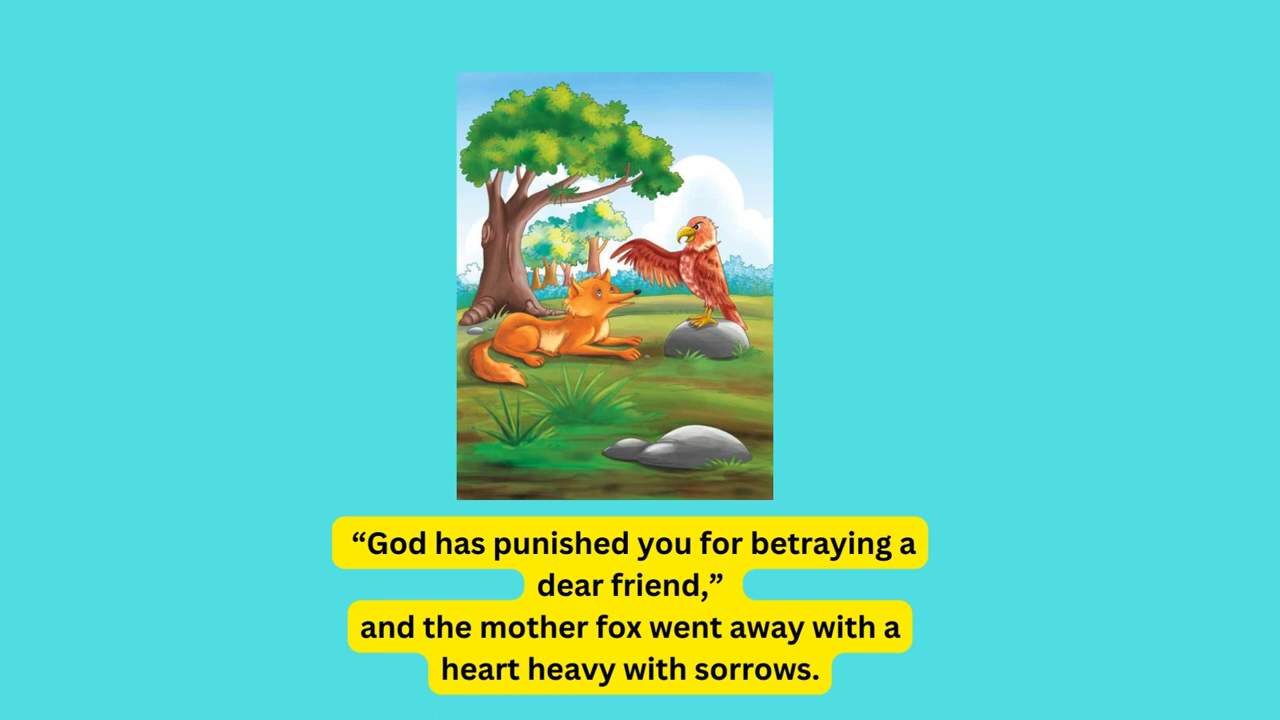 “God has punished you for betraying a
dear friend,”
and the mother fox went away with a
heart heavy with sorrows.